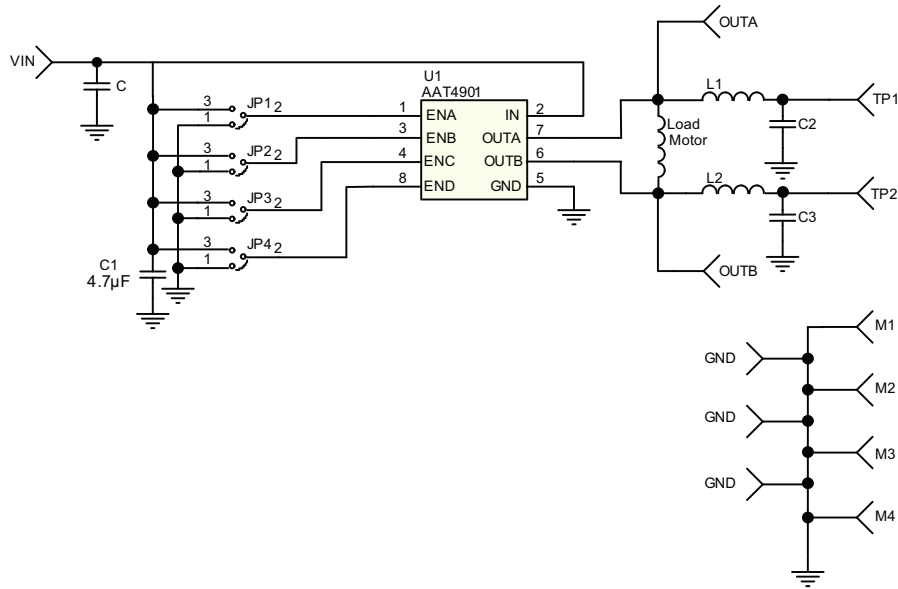 OUTA
VIN
C
U1
AAT4901
L1
TP1
3
JP1
2
1
1
ENA
IN
2
C2
3
ENB
OUTA
7
Load
Motor
3
JP2
2
1
4
ENC
OUTB
6
8
END
GND
5
L2
TP2
3
JP3
2
1
C3
3
JP4
2
1
C1
4.7µF
OUTB
M1
GND
M2
GND
M3
GND
M4